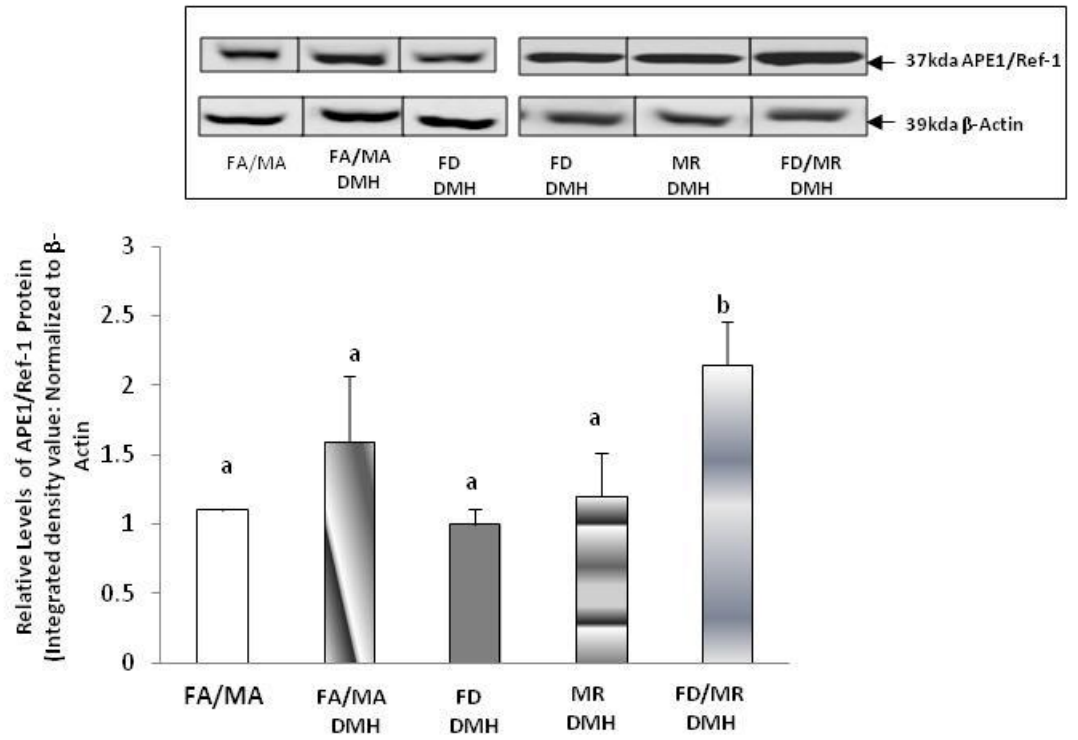 37kda APE1/Ref-1
39kda β-Actin
FA/MA FA/MA FD FD MR FD/MR
DMH DMH DMH DMH DMH
Relative Levels of APE1/Ref-1 Protein
(Integrated density value: Normalized to β-
Actin
3
2.5
2
1.5
1
0.5
0
a
a
a
a
b
FA/MA FA/MA FD MR FD/MR
DMH DMH DMH DMH